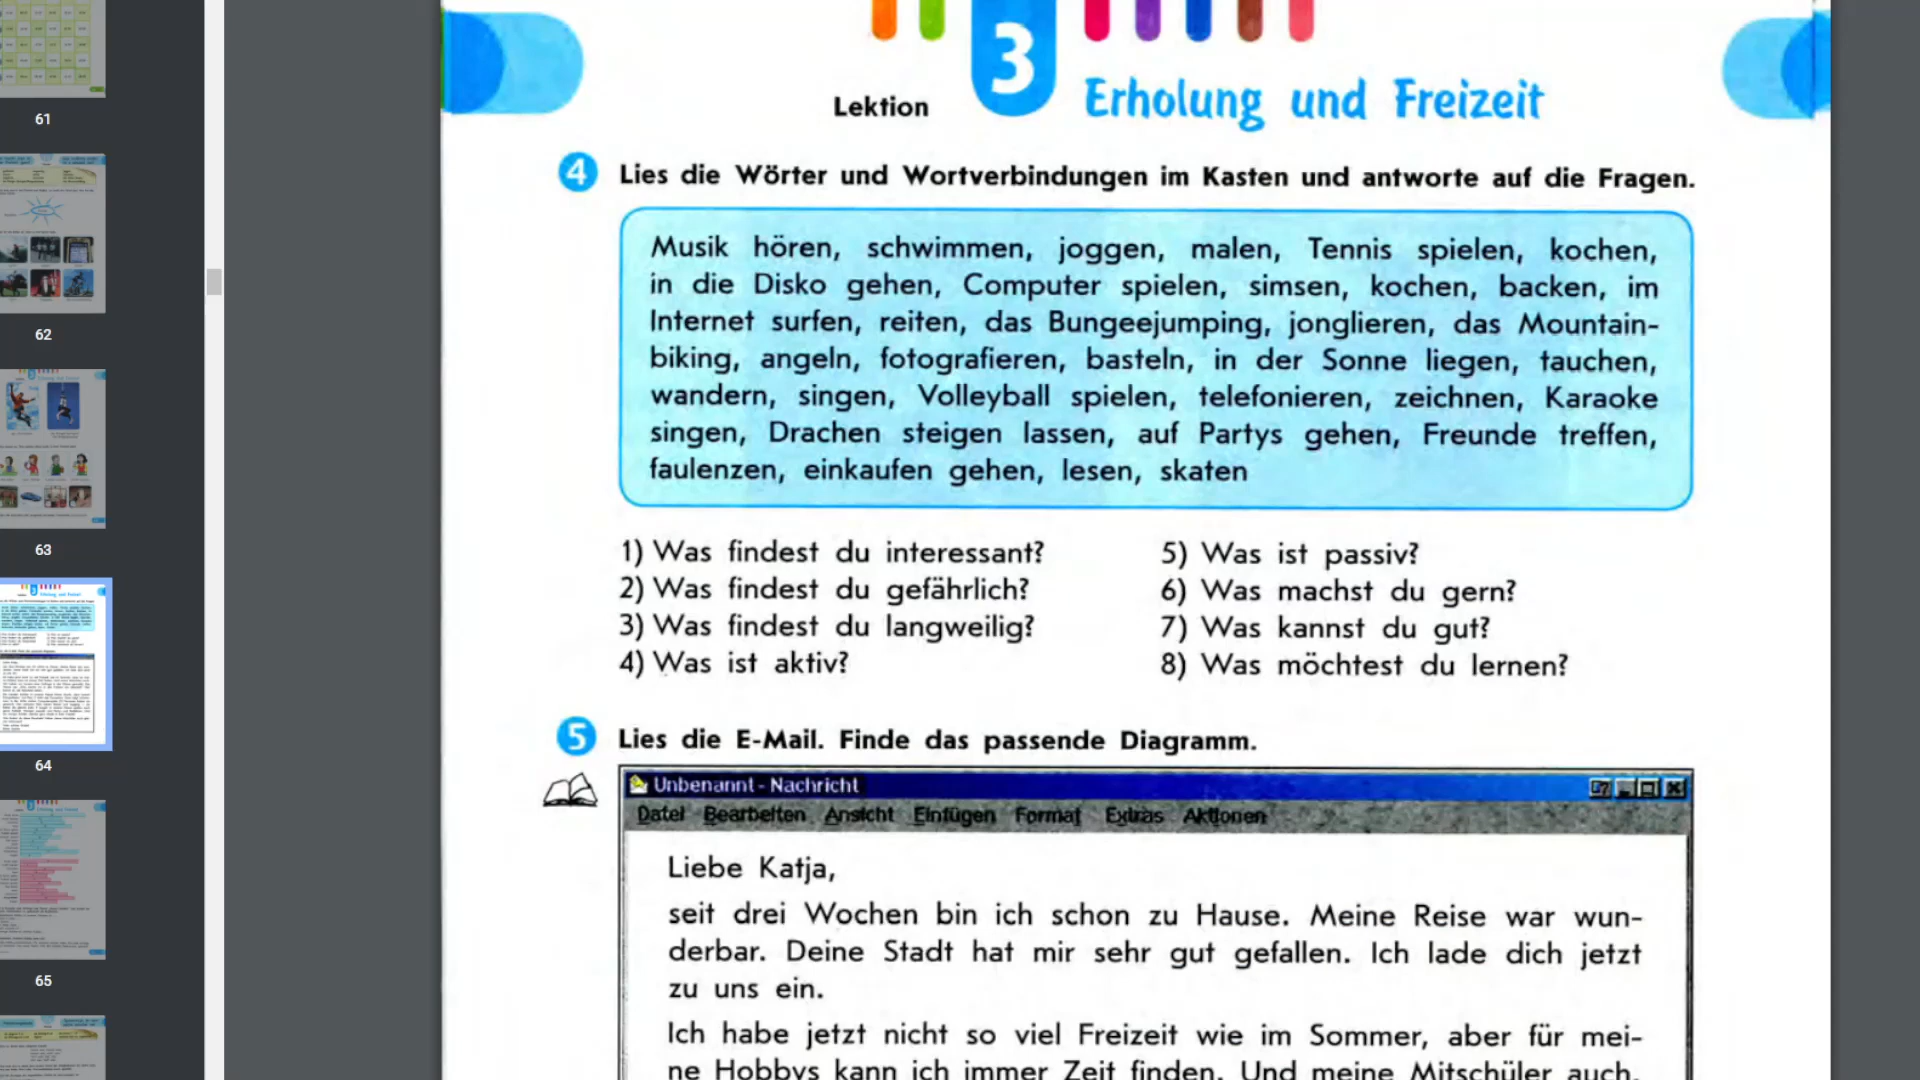 61
62
63
64
65
Lektion 3 Erholung und Freizeit
4 Lies die Wörter und Wortverbindungen im Kasten und antworte auf die Fragen.
Musik hören, schwimmen, joggen, malen, Tennis spielen, kochen,
in die Disko gehen, Computer spielen, simsen, kochen, backen, im
Internet surfen, reiten, das Bungeejumping, jonglieren, das Mountain-
biking, angeln, fotografieren, basteln, in der Sonne liegen, tauchen,
wandern, singen, Volleyball spielen, telefonieren, zeichnen, Karaoke
singen, Drachen steigen lassen, auf Partys gehen, Freunde treffen,
faulenzen, einkaufen gehen, lesen, skaten
1) Was findest du interessant?
2) Was findest du gefährlich?
3) Was findest du langweilig?
4) Was ist aktiv?
5) Was ist passiv?
6) Was machst du gern?
7) Was kannst du gut?
8) Was möchtest du lernen?
5 Lies die E-Mail. Finde das passende Diagramm.
Unbenannt - Nachricht
Datei Bearbeiten Ansicht Einfügen Format Extras Aktionen
Liebe Katja,
seit drei Wochen bin ich schon zu Hause. Meine Reise war wun-
derbar. Deine Stadt hat mir sehr gut gefallen. Ich lade dich jetzt
zu uns ein.
Ich habe jetzt nicht so viel Freizeit wie im Sommer, aber für mei-
ne Hobbys kann ich immer Zeit finden. Und meine Mitschüler auch.